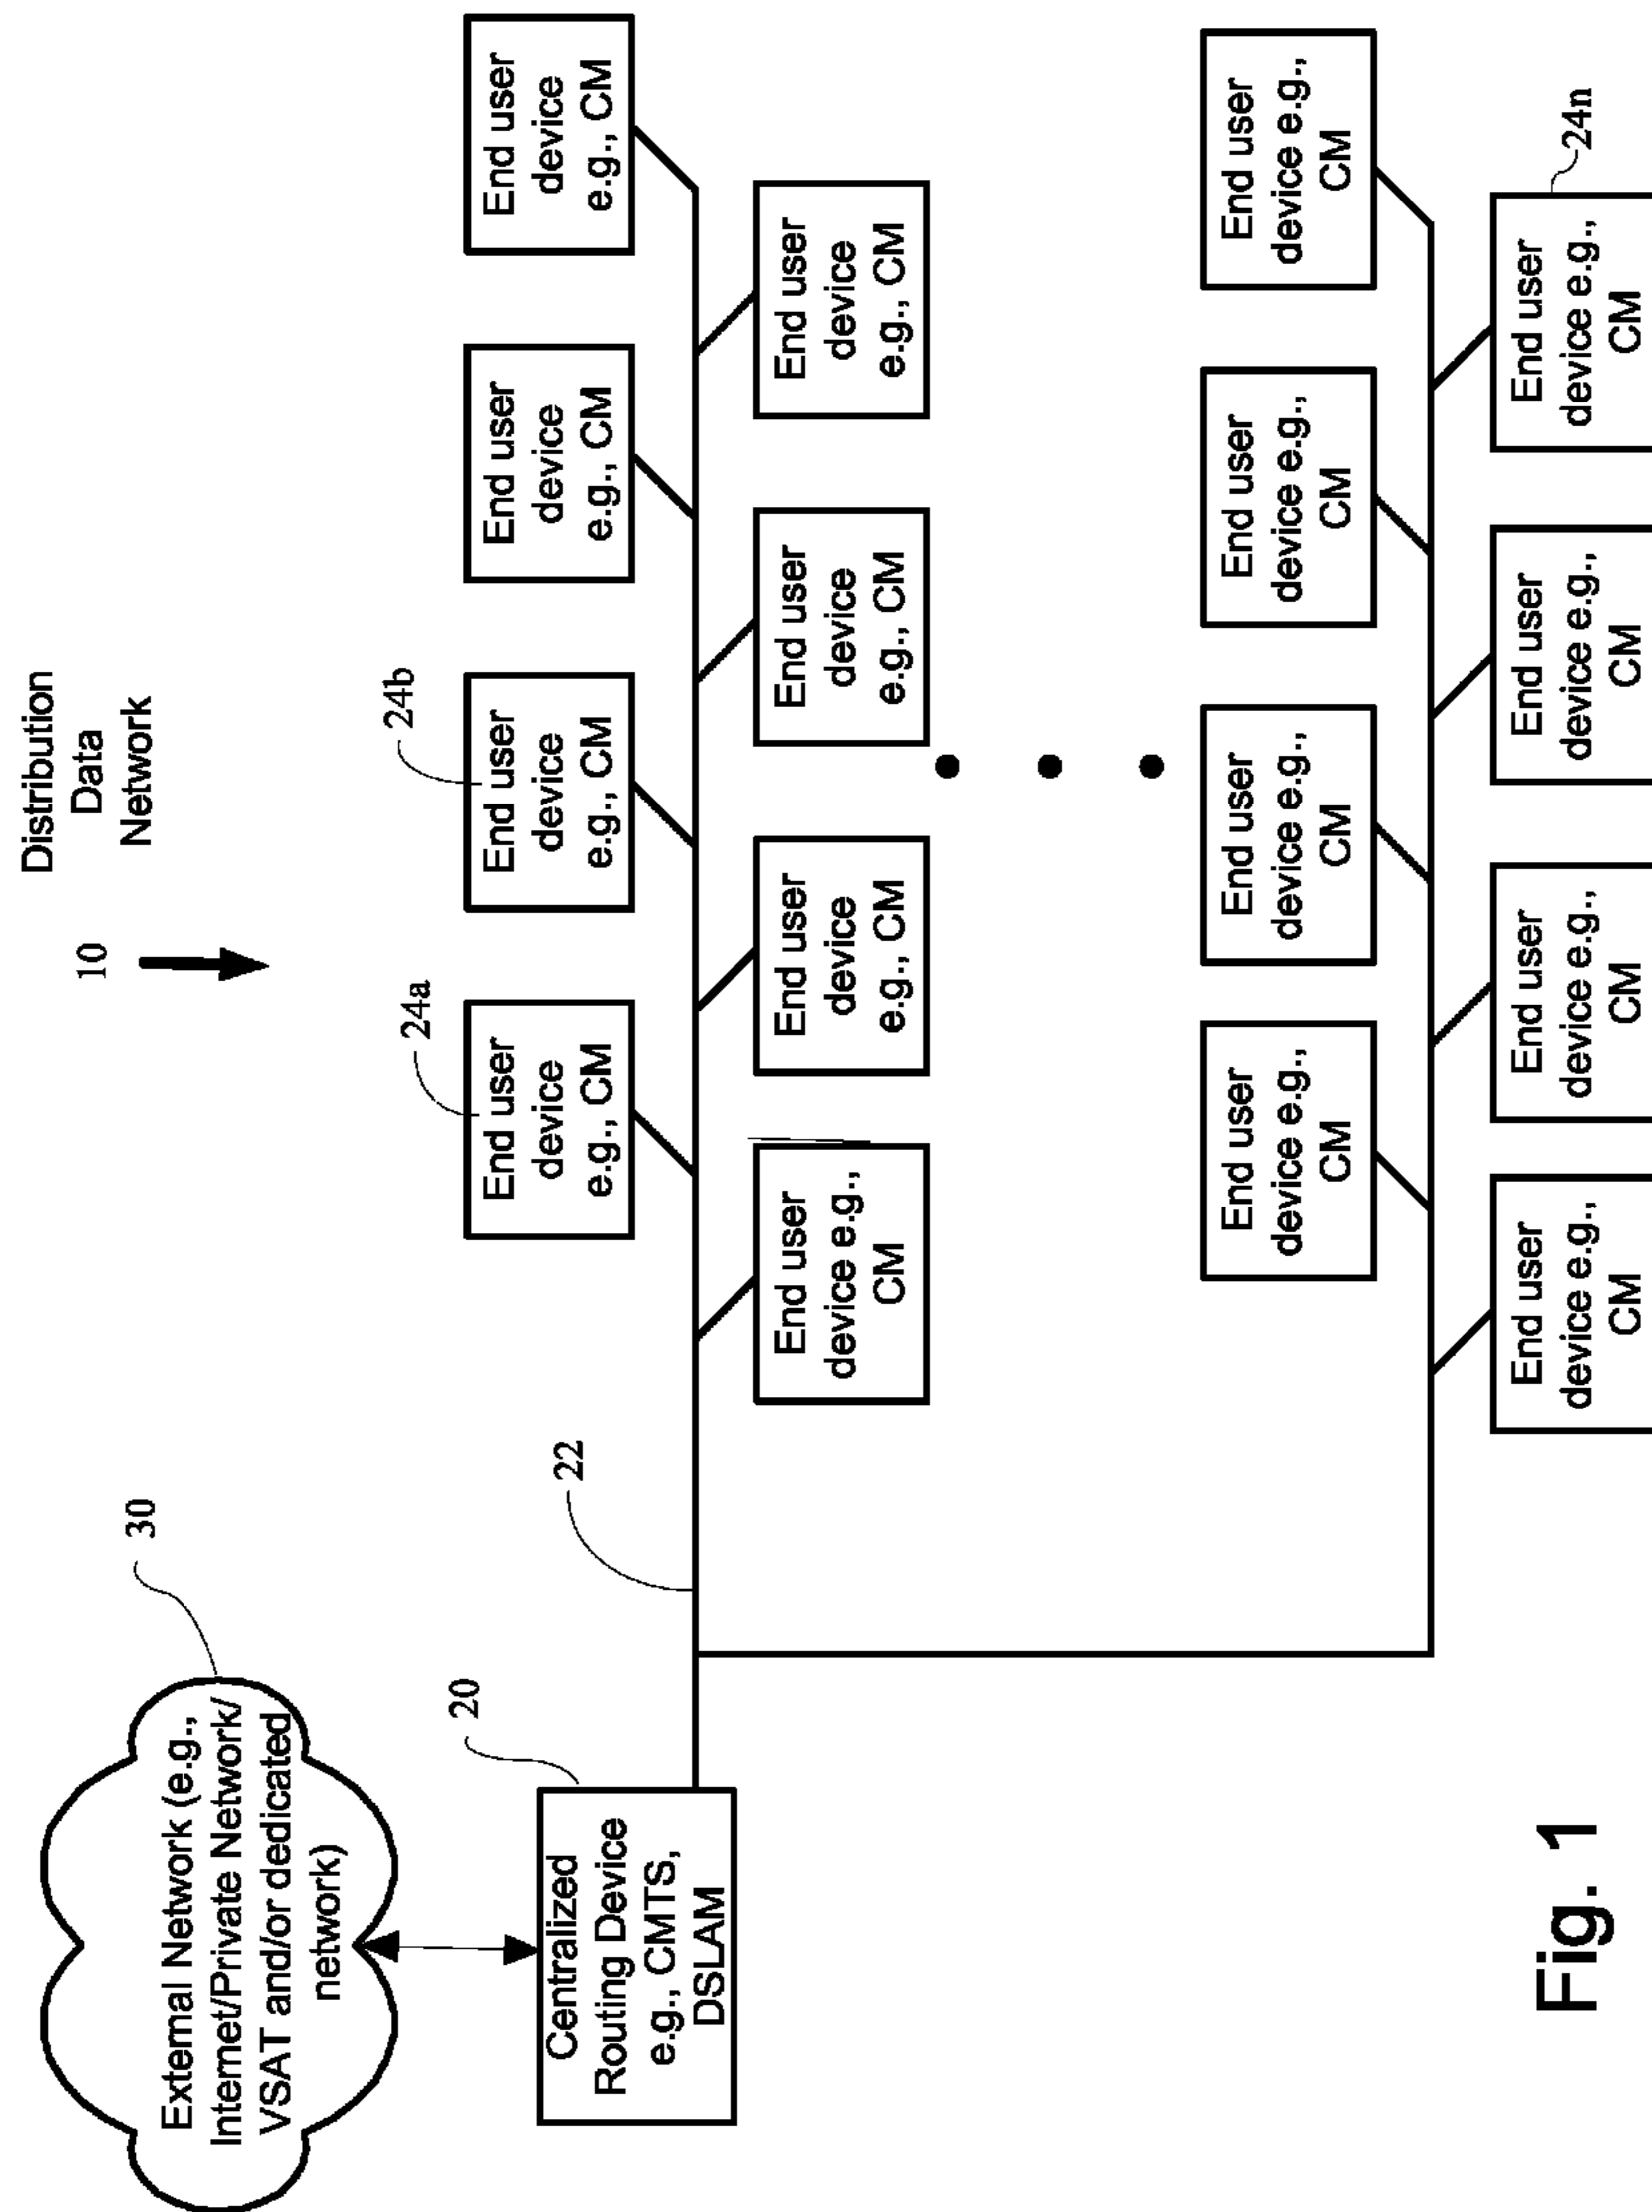 Distribution
Data
Network
10
External Network (e.g.,
Internet/Private Network/
VSAT and/or dedicated
network)
30
Centralized
Routing Device
e.g., CMTS,
DSLAM
20
22
24a
24b
End user
device
e.g., CM
End user
device
e.g., CM
End user
device
e.g., CM
End user
device
e.g., CM
End user
device e.g.,
CM
End user
device
e.g., CM
End user
device
e.g., CM
End user
device
e.g., CM
End user
device e.g.,
CM
End user
device e.g.,
CM
End user
device e.g.,
CM
End user
device e.g.,
CM
End user
device e.g.,
CM
End user
device e.g.,
CM
End user
device e.g.,
CM
End user
device e.g.,
CM
24n
Fig. 1